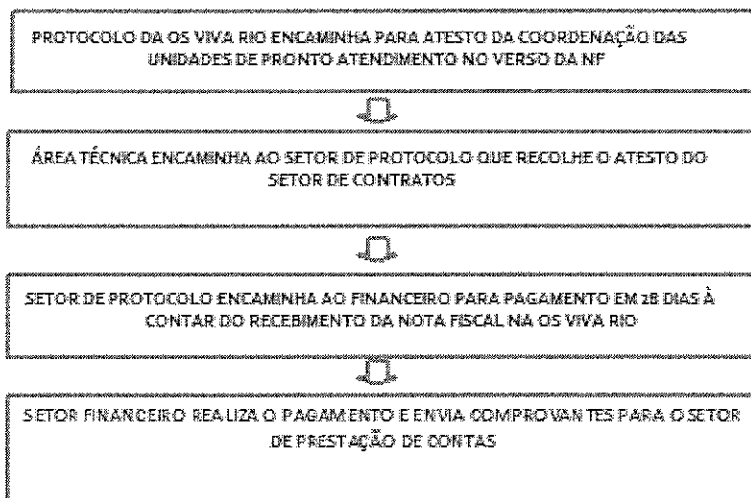 PROTOCOLO DA OS VIVA RIO ENCAMINHA PARA ATESTO DA COORDENAÇÃO DAS
UNIDADES DE PRONTO ATENDIMENTO NO VERSO DA NF
ÁREA TÉCNICA ENCAMINHA AO SETOR DE PROTOCOLO QUE RECOLHE O ATESTO DO
SETOR DE CONTRATOS
SETOR DE PROTOCOLO ENCAMINHA AO FINANCEIRO PARA PAGAMENTO EM 28 DIAS À
CONTAR DO RECEBIMENTO DA NOTA FISCAL NA OS VIVA RIO
SETOR FINANCEIRO REALIZA O PAGAMENTO E ENVIA COMPROVANTES PARA O SETOR
DE PRESTAÇÃO DE CONTAS